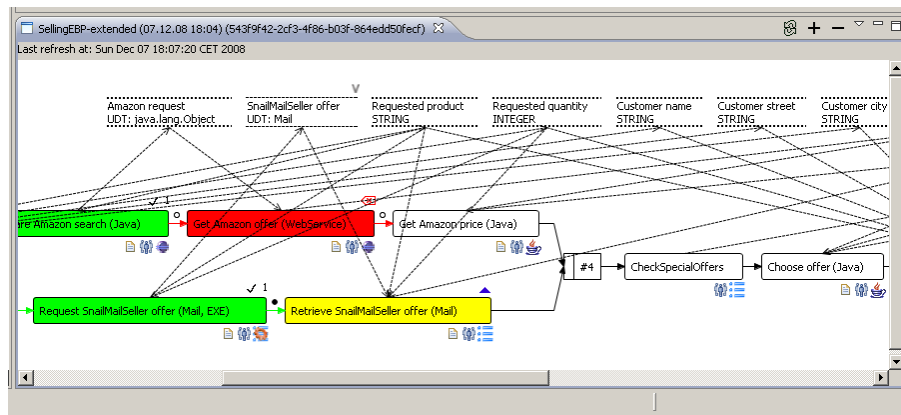 SellingEBP-extended (07.12.08 18:04) (543f9f42-2cf3-4f86-b03f-864edd50fecf)
Last refresh at: Sun Dec 07 18:07:20 CET 2008
Amazon request
UDT: java.lang.Object
SnailMailSeller offer
UDT: Mail
Requested product
STRING
Requested quantity
INTEGER
Customer name
STRING
Customer street
STRING
Customer city
STRING
1
are Amazon search (Java)
Get Amazon offer (WebService)
Get Amazon price (Java)
#4
CheckSpecialOffers
Choose offer (Java)
1
Request SnailMailSeller offer (Mail, EXE)
Retrieve SnailMailSeller offer (Mail)